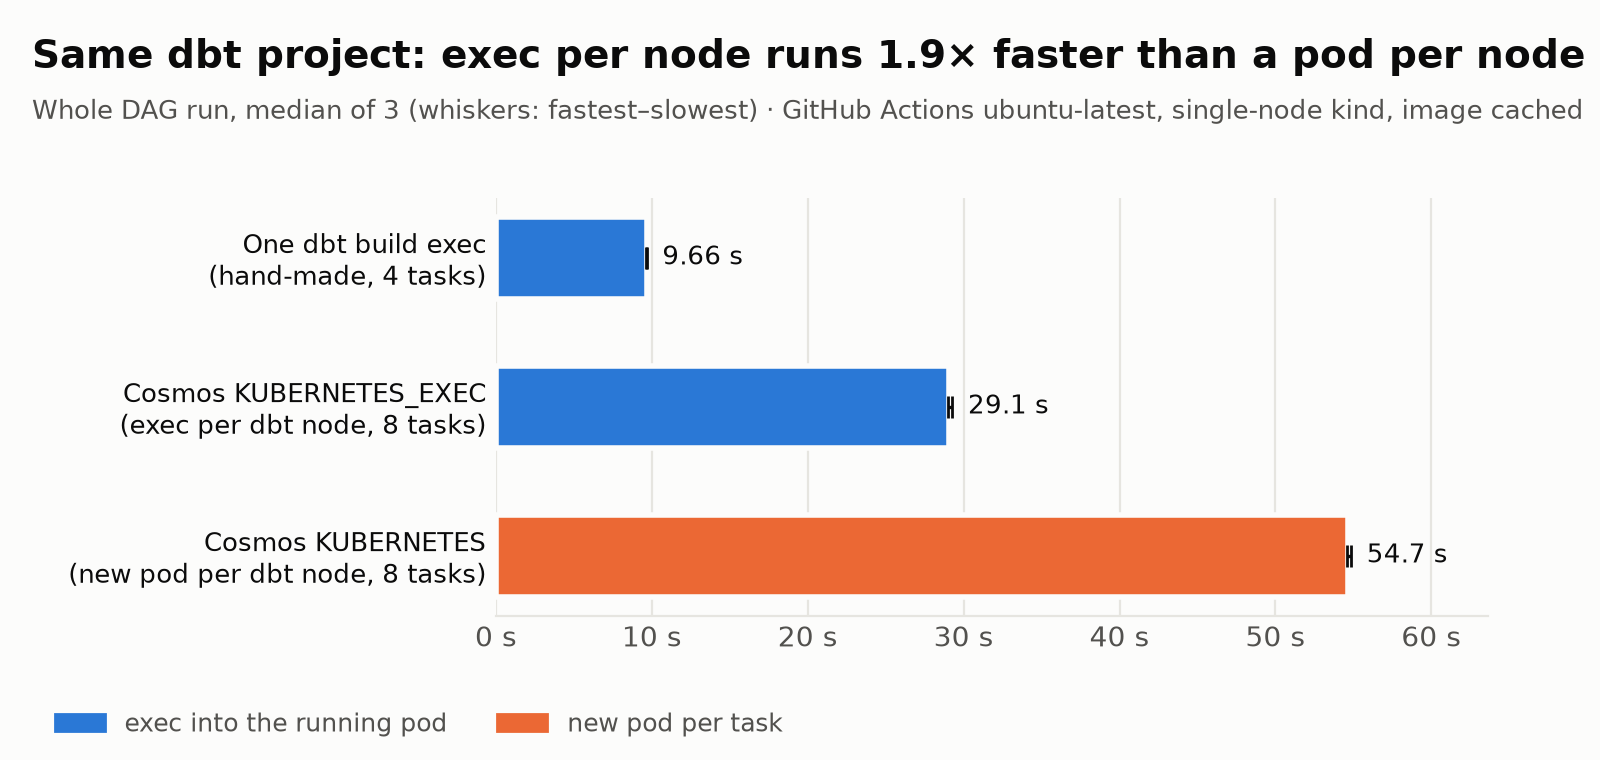 Same dbt project: exec per node runs 1.9× faster than a pod per node
Whole DAG run, median of 3 (whiskers: fastest–slowest) · GitHub Actions ubuntu-latest, single-node kind, image cached
One dbt build exec
(hand-made, 4 tasks)
9.66 s
Cosmos KUBERNETES_EXEC
(exec per dbt node, 8 tasks)
29.1 s
Cosmos KUBERNETES
(new pod per dbt node, 8 tasks)
54.7 s
0 s 10 s 20 s 30 s 40 s 50 s 60 s
exec into the running pod new pod per task